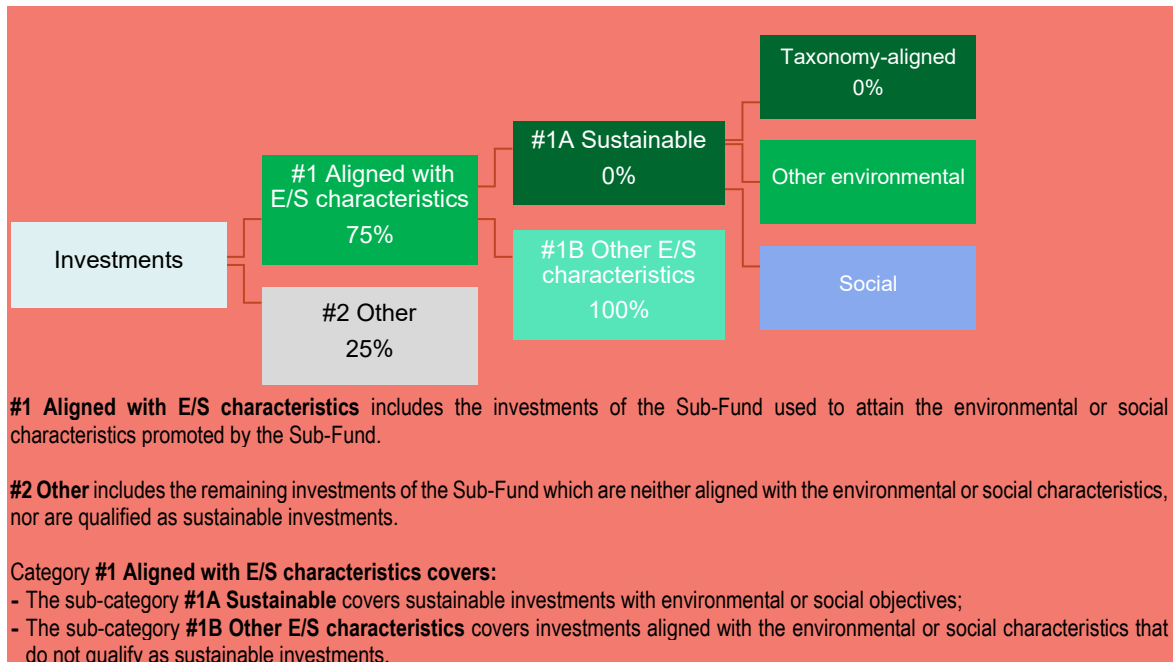 Taxonomy-aligned
0%
#1A Sustainable
0%
#1 Aligned with
E/S characteristics
75%
Other environmental
Investments
#1B Other E/S
characteristics
100%
Social
#2 Other
25%
#1 Aligned with E/S characteristics includes the investments of the Sub-Fund used to attain the environmental or social
characteristics promoted by the Sub-Fund.
#2 Other includes the remaining investments of the Sub-Fund which are neither aligned with the environmental or social characteristics,
nor are qualified as sustainable investments.
Category #1 Aligned with E/S characteristics covers:
- The sub-category #1A Sustainable covers sustainable investments with environmental or social objectives;
- The sub-category #1B Other E/S characteristics covers investments aligned with the environmental or social characteristics that
do not qualify as sustainable investments.